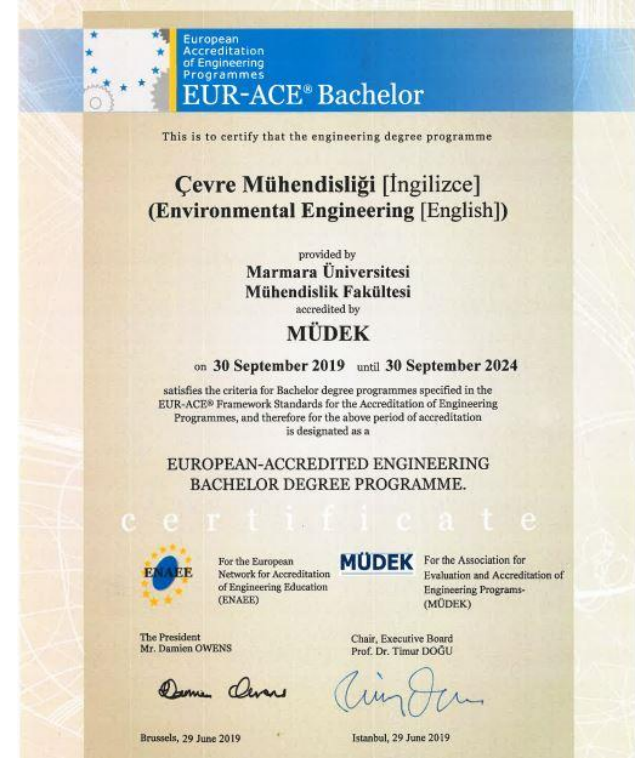 European
Accreditation
of Engineering
Programmes
EUR-ACE® Bachelor
This is to certify that the engineering degree programme
Çevre Mühendisliği [İngilizce]
(Environmental Engineering [English])
provided by
Marmara Üniversitesi
Mühendislik Fakültesi
accredited by
MÜDEK
on 30 September 2019 until 30 September 2024
satisfies the criteria for Bachelor degree programmes specified in the
EUR-ACE® Framework Standards for the Accreditation of Engineering
Programmes, and therefore for the above period of accreditation
is designated as a
EUROPEAN-ACCREDITED ENGINEERING
BACHELOR DEGREE PROGRAMME.
certificate
ENAEE
For the European
Network for Accreditation
of Engineering Education
(ENAEE)
MÜDEK
For the Association for
Evaluation and Accreditation of
Engineering Programs-
(MÜDEK)
The President
Mr. Damien OWENS
Chair, Executive Board
Prof. Dr. Timur DOĞU
Damien Owens
Brussels, 29 June 2019
Istanbul, 29 June 2019